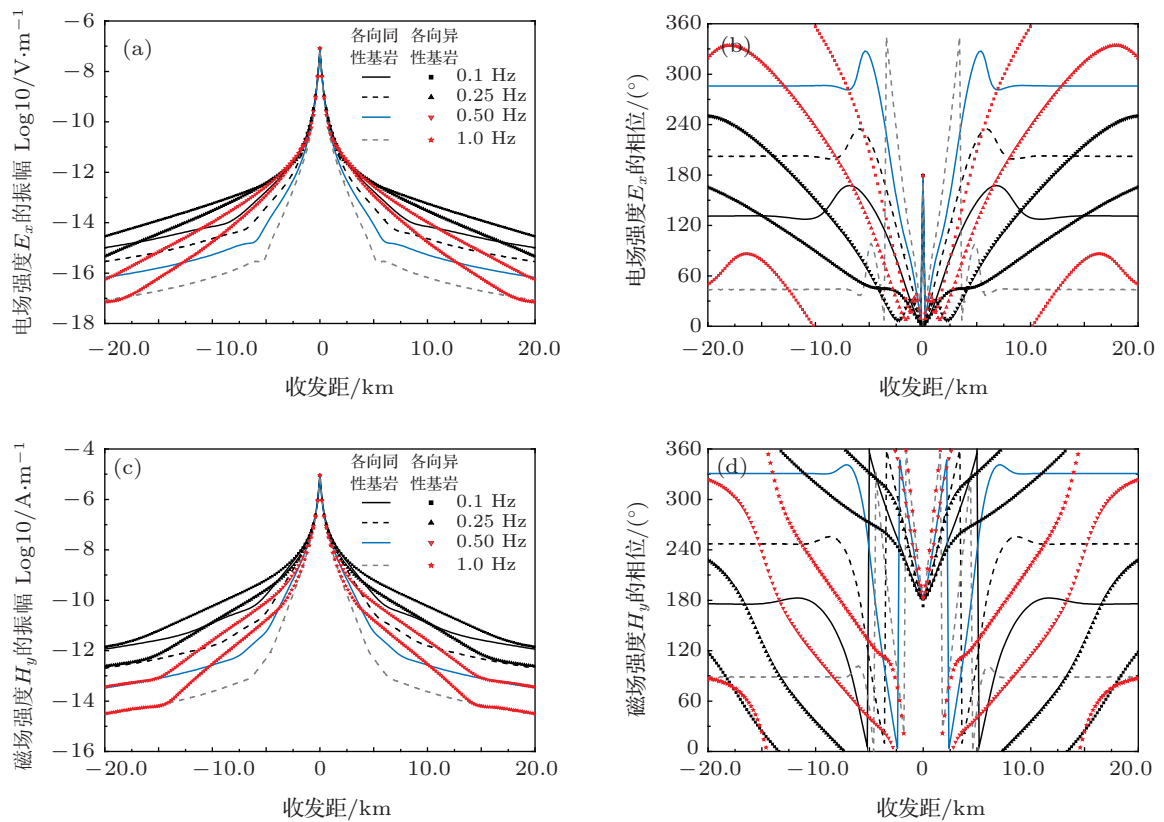 电场强度Ex的振幅 Log10/V·m−1
−6
−8
−10
−12
−14
−16
−18
(a)
各向同 各向异
性基岩 性基岩
0.1 Hz
0.25 Hz
0.50 Hz
1.0 Hz
−20.0 −10.0 0 10.0 20.0
收发距/km
电场强度Ex的相位/(°)
360
300
240
180
120
60
0
(b)
−20.0 −10.0 0 10.0 20.0
收发距/km
磁场强度Hy的振幅 Log10/A·m−1
−4
−6
−8
−10
−12
−14
−16
(c)
各向同 各向异
性基岩 性基岩
0.1 Hz
0.25 Hz
0.50 Hz
1.0 Hz
−20.0 −10.0 0 10.0 20.0
收发距/km
磁场强度Hy的相位/(°)
360
300
240
180
120
60
0
(d)
−20.0 −10.0 0 10.0 20.0
收发距/km